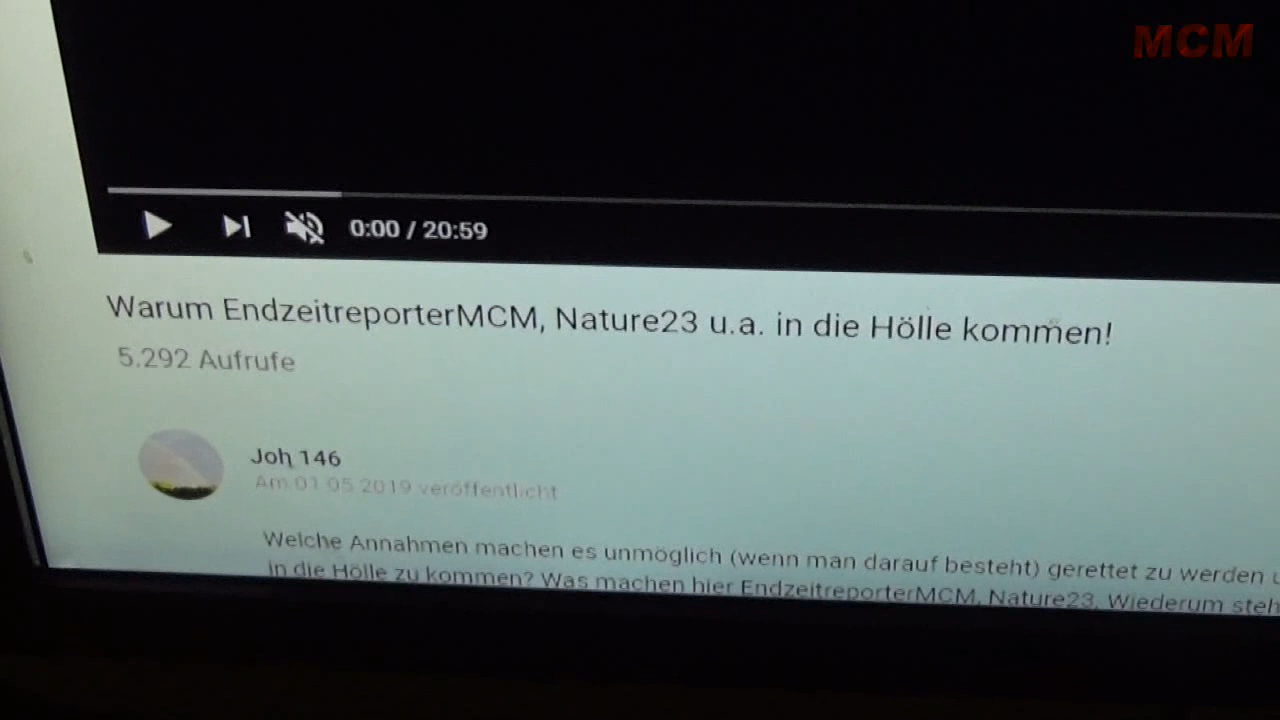 MCM
0:00 / 20:59
Warum EndzeitreporterMCM, Nature23 u.a. in die Hölle kommen!
5.292 Aufrufe
Joh 146
Am 01.05.2019 veröffentlicht
Welche Annahmen machen es unmöglich (wenn man darauf besteht) gerettet zu werden
in die Hölle zu kommen? Was machen hier EndzeitreporterMCM, Nature23. Wiederum